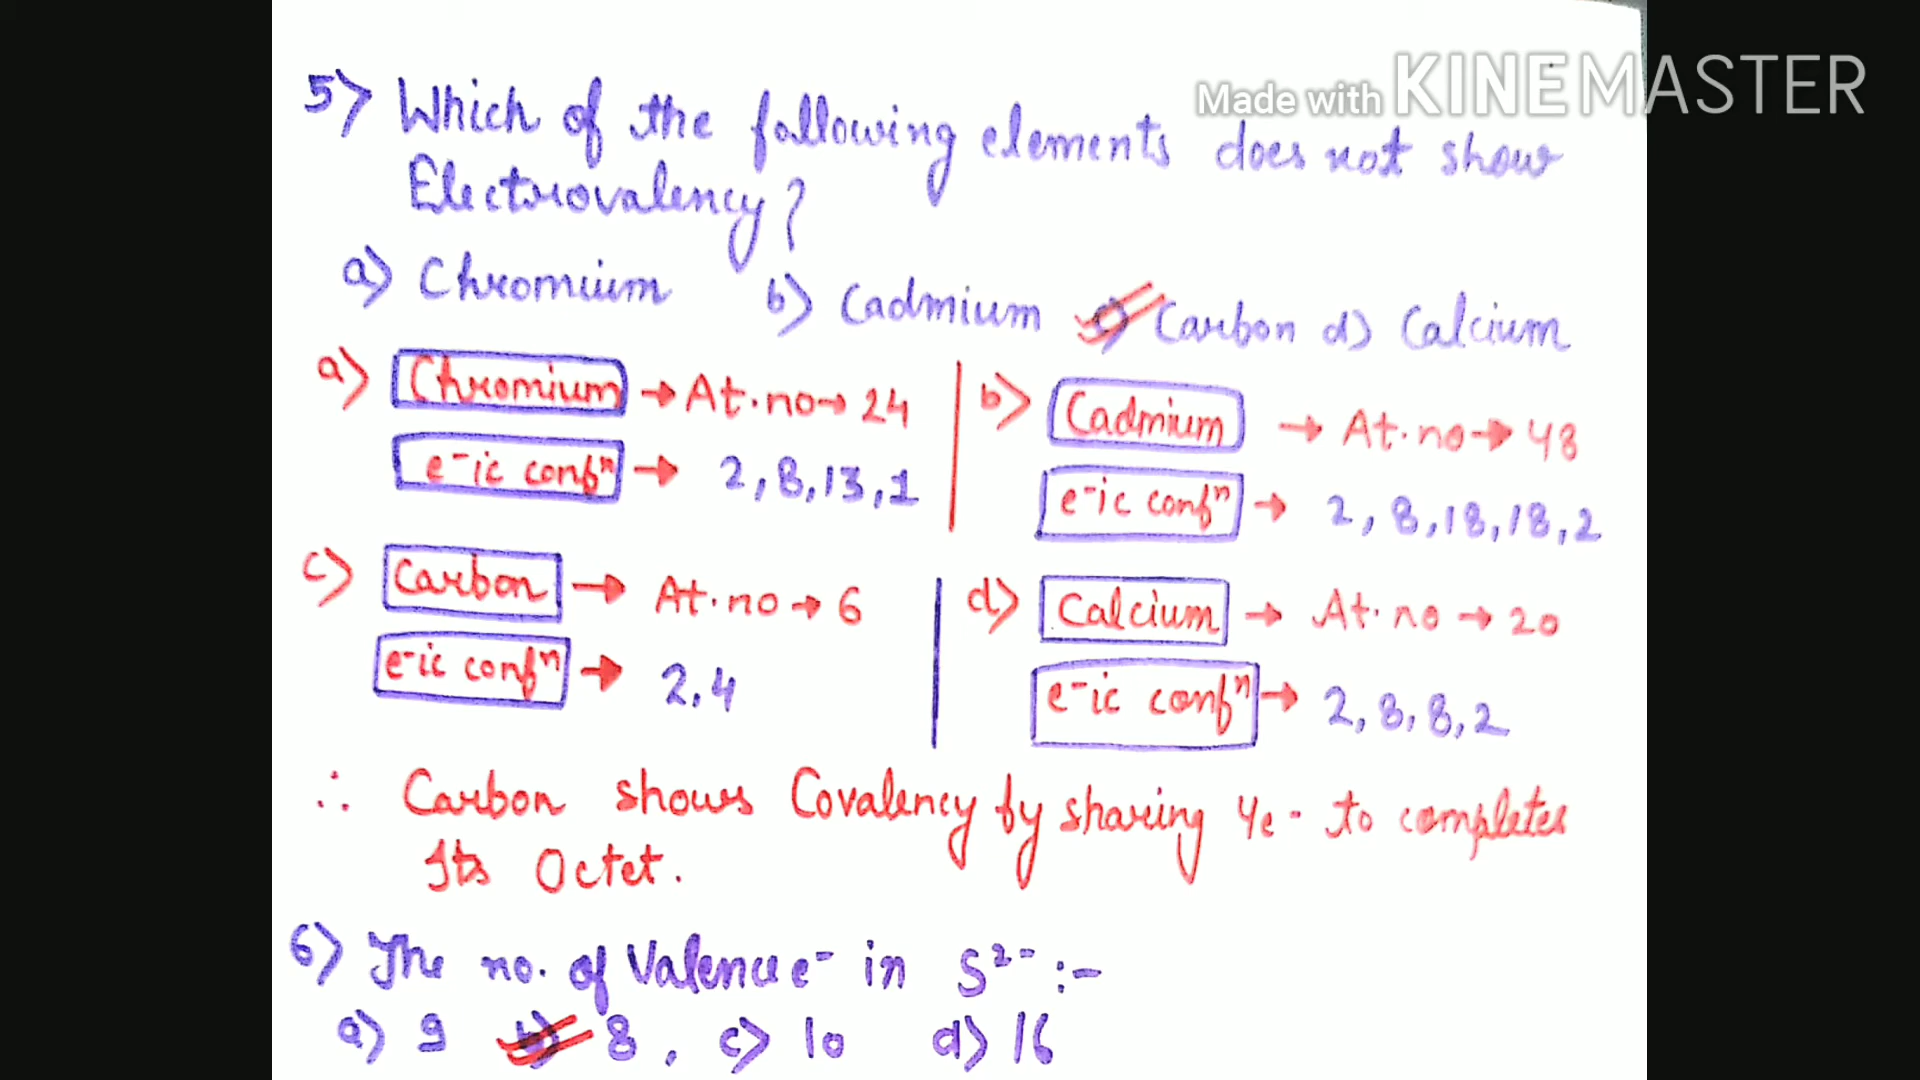 Made with KINEMASTER
5) Which of the following elements does not show
Electrovalency?
a) Chromium b) Cadmium c) Carbon d) Calcium
a) Chromium → At.no → 24
e⁻ic confⁿ → 2, 8, 13, 1
b) Cadmium → At.no → 48
e⁻ic confⁿ → 2, 8, 18, 18, 2
c) Carbon → At.no → 6
e⁻ic confⁿ → 2,4
d) Calcium → At.no → 20
e⁻ic confⁿ → 2, 8, 8, 2
∴ Carbon shows Covalency by sharing 4e- to completes
Its Octet.
6) The no. of Valence e⁻ in S²⁻ :-
a) 9 b) 8, c) 10 d) 16